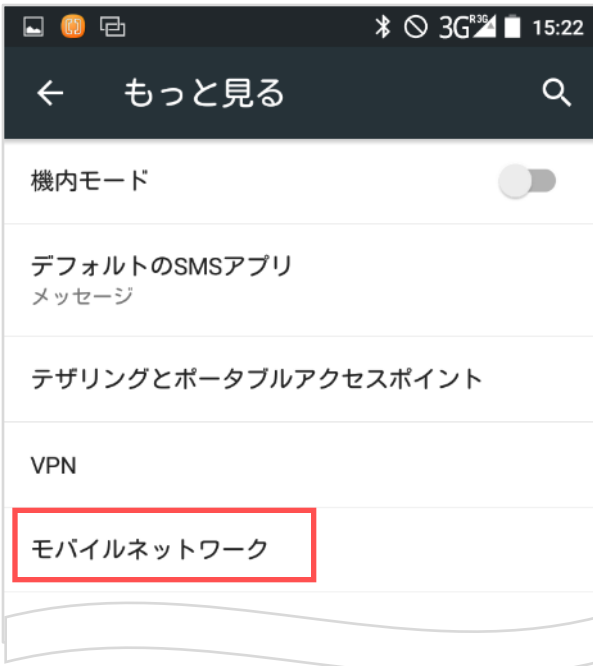 3G R3G 15:22
もっと見る
機内モード
デフォルトのSMSアプリ
メッセージ
テザリングとポータブルアクセスポイント
VPN
モバイルネットワーク